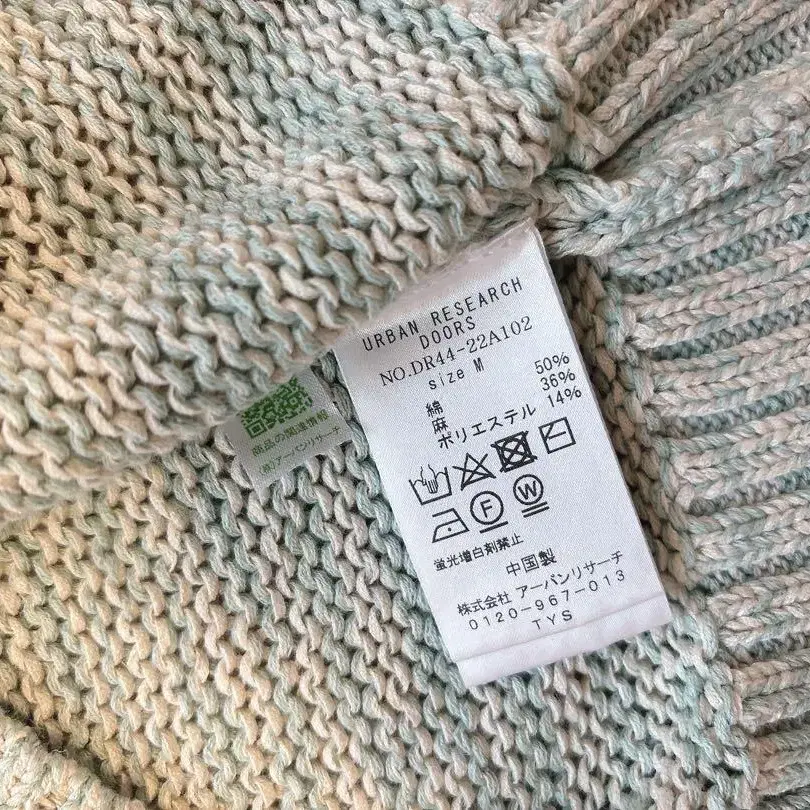 URBAN RESEARCH
DOORS
NO.DR44-22A102
size M
綿 50%
麻 36%
ポリエステル 14%
F W
蛍光増白剤禁止
中国製
株式会社 アーバンリサーチ
0120-967-013
TYS
商品の関連情報
(株)アーバンリサーチ